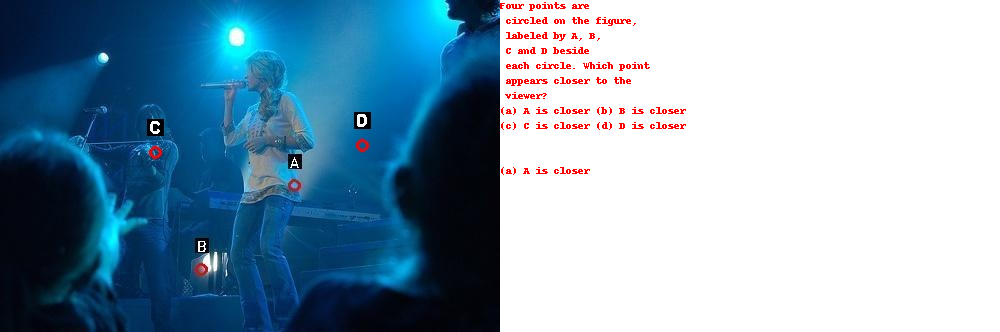 C
D
A
B
Four points are
circled on the figure,
labeled by A, B,
C and D beside
each circle. Which point
appears closer to the
viewer?
(a) A is closer (b) B is closer
(c) C is closer (d) D is closer
(a) A is closer